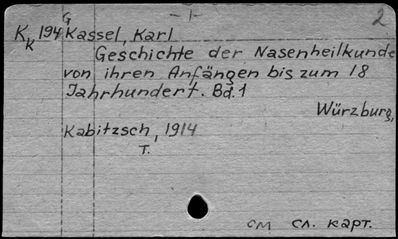 -1- 2
G
Kk 194 Kassel, Karl
Geschichte der Nasenheilkunde
von ihren Anfängen bis zum 18
Jahrhundert. Bd.1
Würzburg,
Kabitzsch, 1914
T.
см сл. карт.